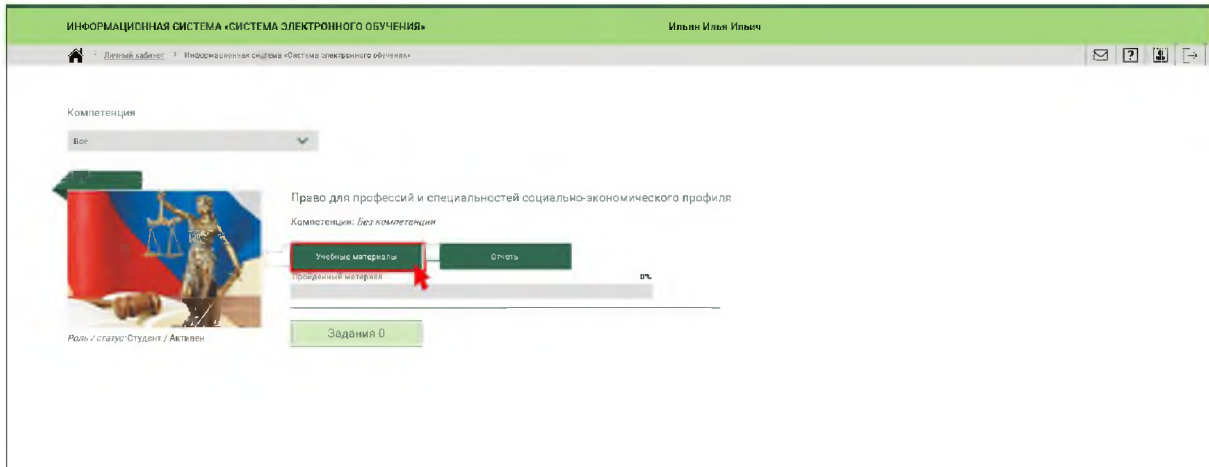 ИНФОРМАЦИОННАЯ СИСТЕМА «СИСТЕМА ЭЛЕКТРОННОГО ОБУЧЕНИЯ»
Ильин Илья Ильич
Личный кабинет > Информационная система «Система электронного обучения»
Компетенция
Все
Право для профессий и специальностей социально-экономического профиля
Компетенции: Без компетенции
Учебные материалы
Отчеты
Пройденный материал 0%
Задания 0
Роль / статус: Студент / Активен